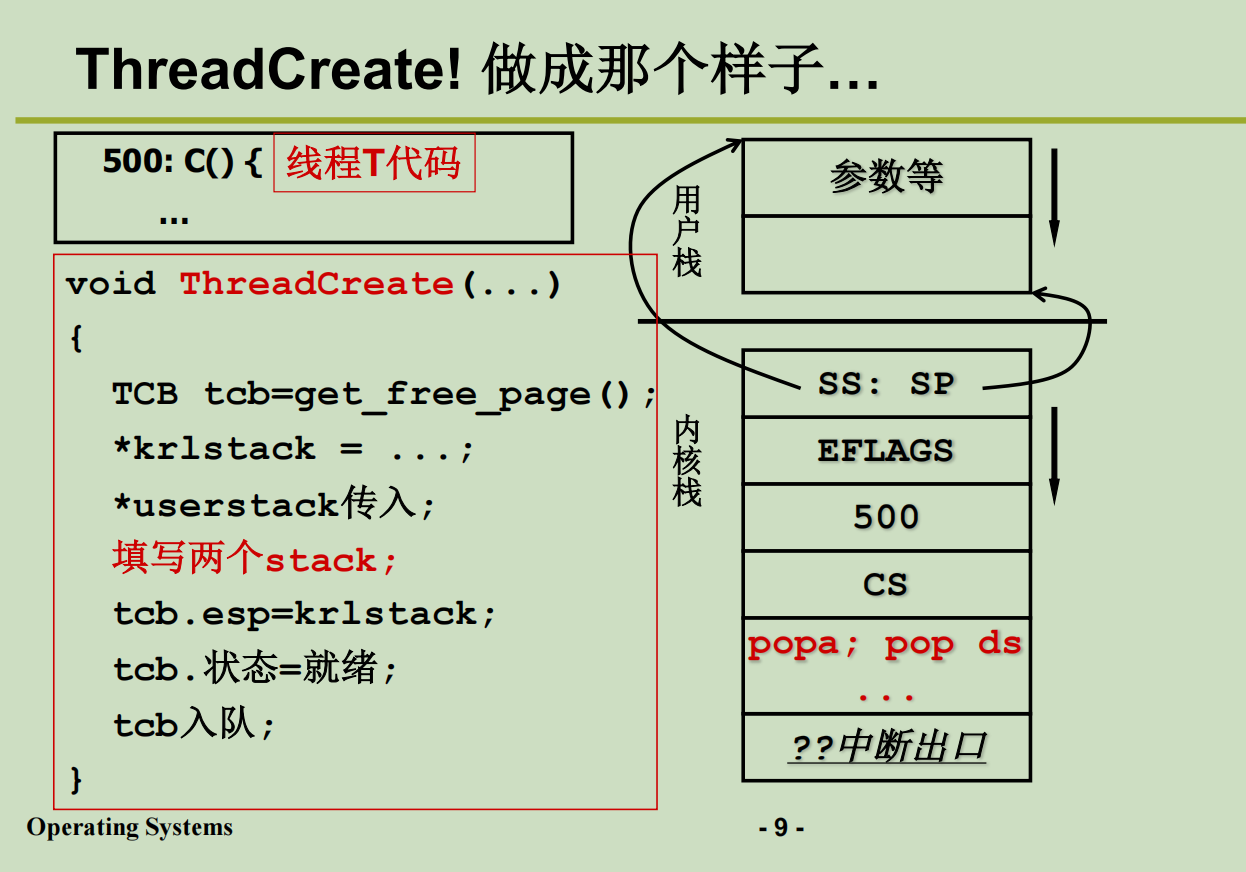 ThreadCreate! 做成那个样子…
500: C() { 线程T代码
...
void ThreadCreate(...)
{
TCB tcb=get_free_page();
*krlstack = ...;
*userstack传入;
填写两个stack;
tcb.esp=krlstack;
tcb.状态=就绪;
tcb入队;
}
用户栈
参数等
内核栈
SS: SP
EFLAGS
500
CS
popa; pop ds
...
??中断出口
Operating Systems
- 9 -